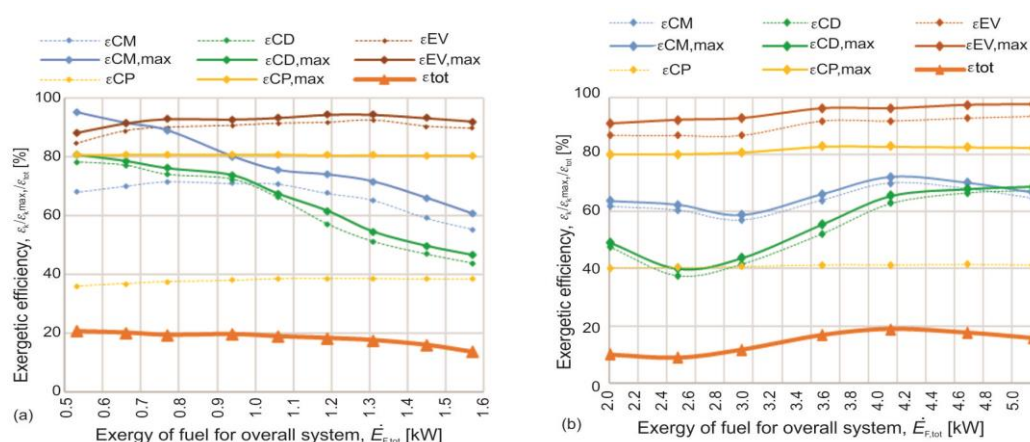 εCM εCD εEV
εCM,max εCD,max εEV,max
εCP εCP,max εtot
Exergetic efficiency, εₖ/εₖmax,/εtot [%]
100
80
60
40
20
0
0.5 0.6 0.7 0.8 0.9 1.0 1.1 1.2 1.3 1.3 1.4 1.5 1.6
(a) Exergy of fuel for overall system, ĖF,tot [kW]
εCM εCD εEV
εCM,max εCD,max εEV,max
εCP εCP,max εtot
Exergetic efficiency, εₖ/εₖmax,/εtot [%]
100
80
60
40
20
0
2.0 2.2 2.4 2.6 2.8 3.0 3.2 3.4 3.6 3.8 4.0 4.2 4.4 4.6 4.8 5.0
(b) Exergy of fuel for overall system, ĖF,tot [kW]